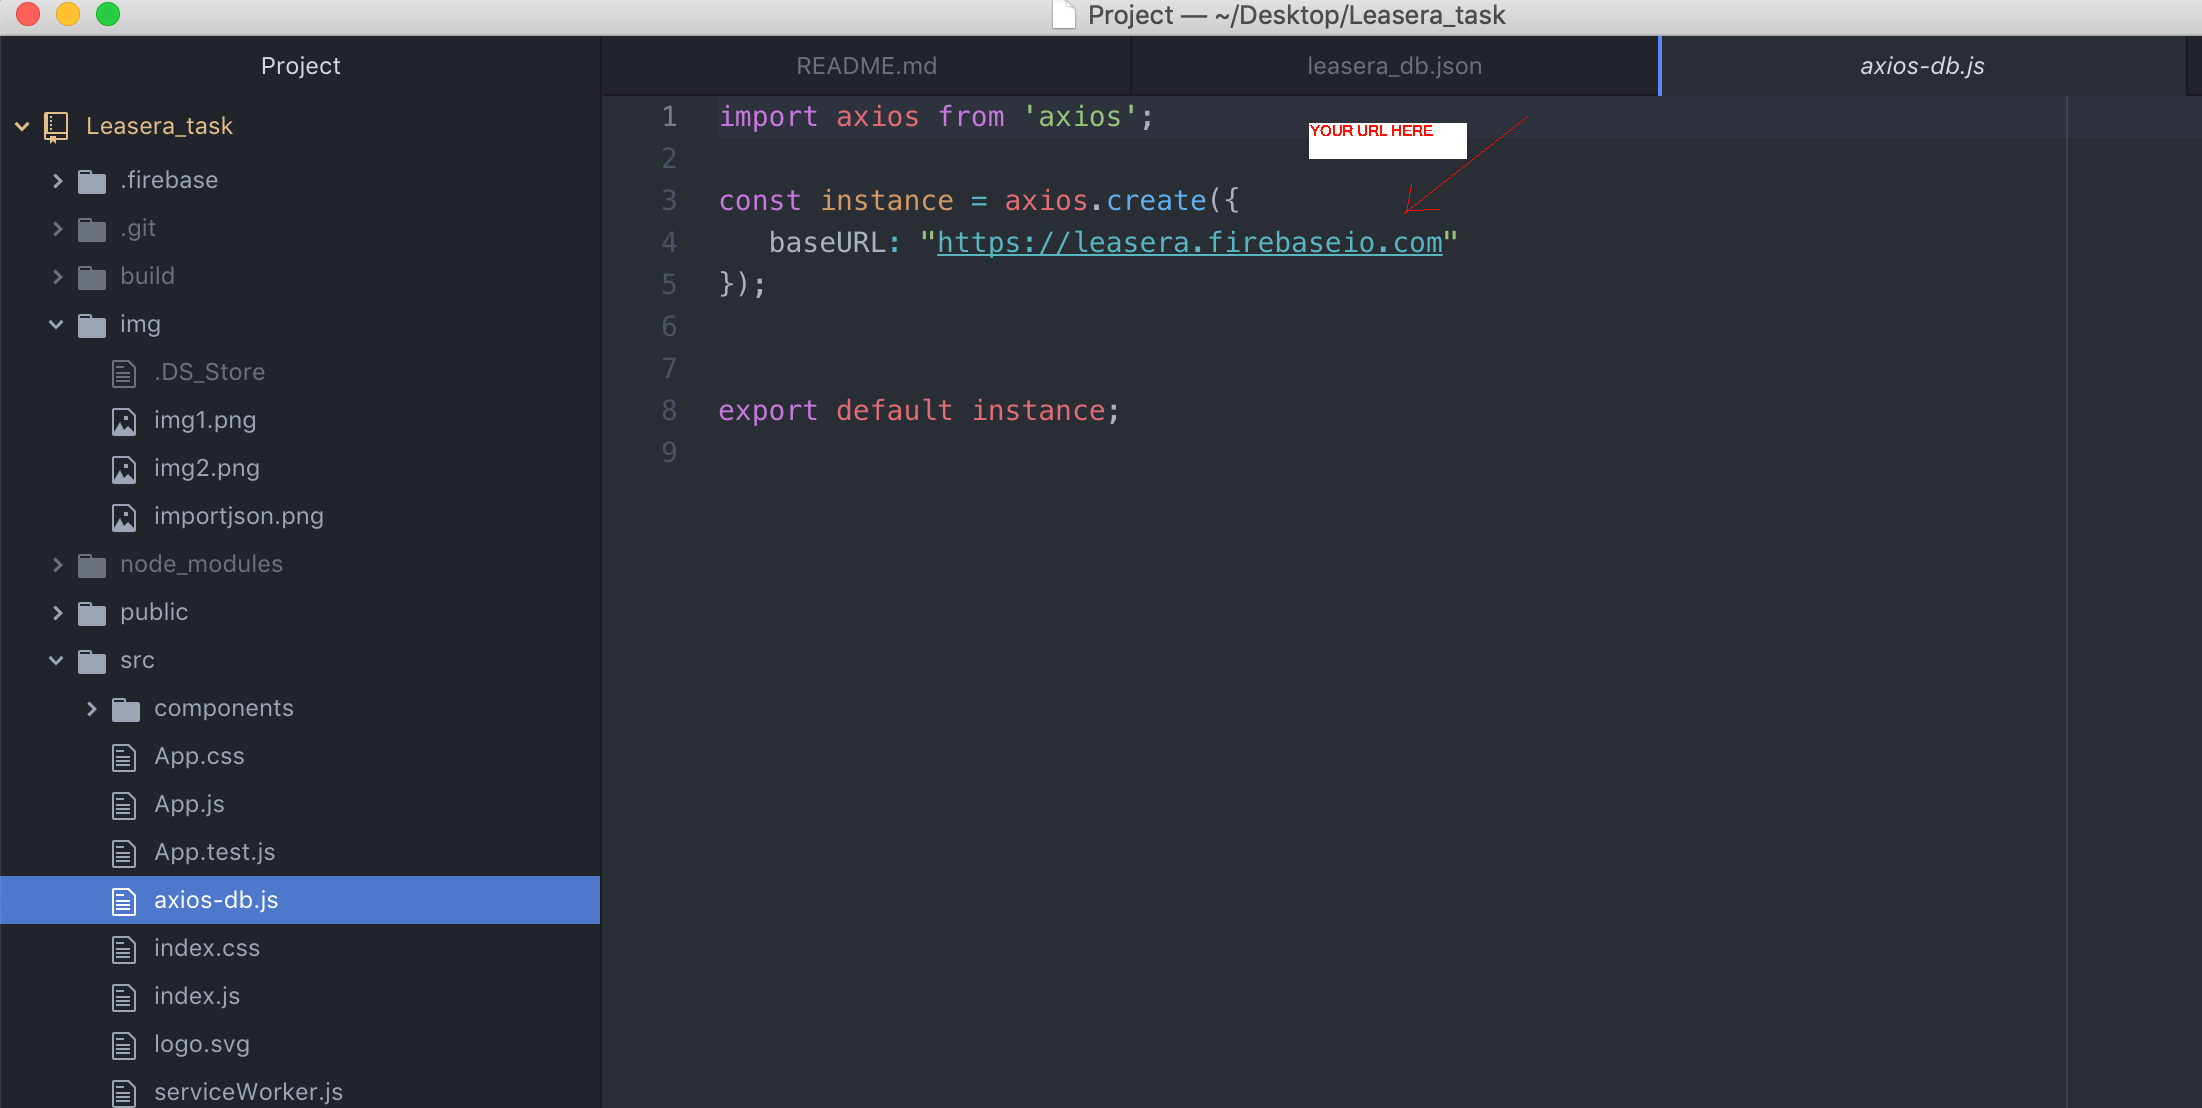 Project — ~/Desktop/Leasera_task
Project
Leasera_task
.firebase
.git
build
img
.DS_Store
img1.png
img2.png
importjson.png
node_modules
public
src
components
App.css
App.js
App.test.js
axios-db.js
index.css
index.js
logo.svg
serviceWorker.js
README.md
leasera_db.json
axios-db.js
1 import axios from 'axios';
YOUR URL HERE
2
3 const instance = axios.create({
4 baseURL: "https://leasera.firebaseio.com"
5 });
6
7
8 export default instance;
9